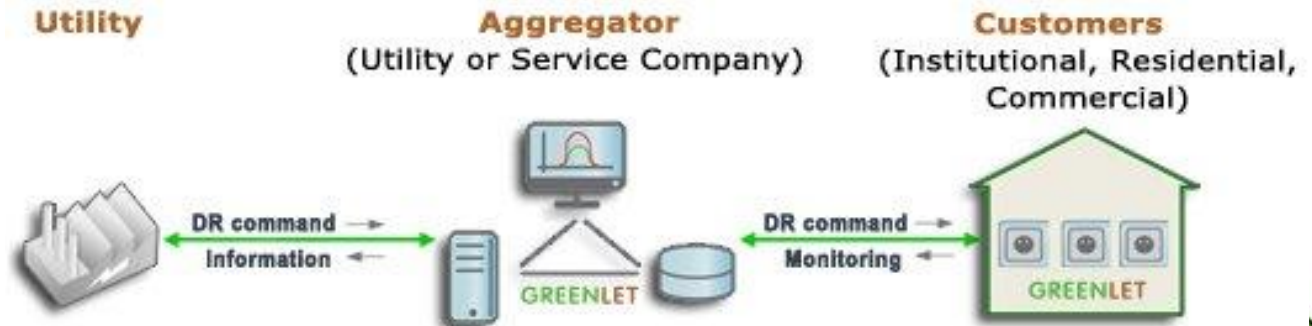 Utility
Aggregator
(Utility or Service Company)
Customers
(Institutional, Residential,
Commercial)
DR command
Information
GREENLET
DR command
Monitoring
GREENLET